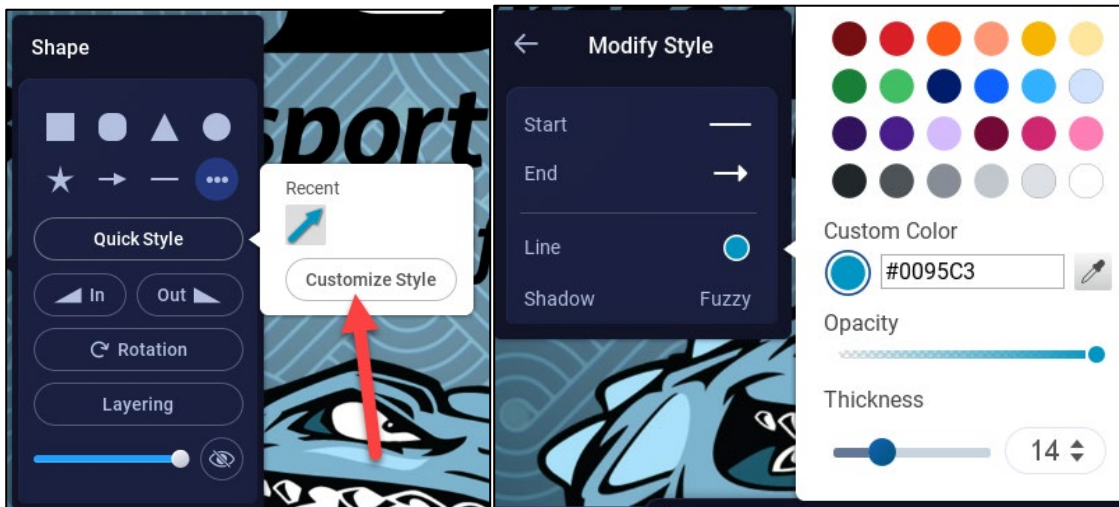 Shape
sport
Recent
Quick Style
Customize Style
In
Out
Rotation
Layering
Modify Style
Start
End
Line
Shadow Fuzzy
Custom Color
#0095C3
Opacity
Thickness
14